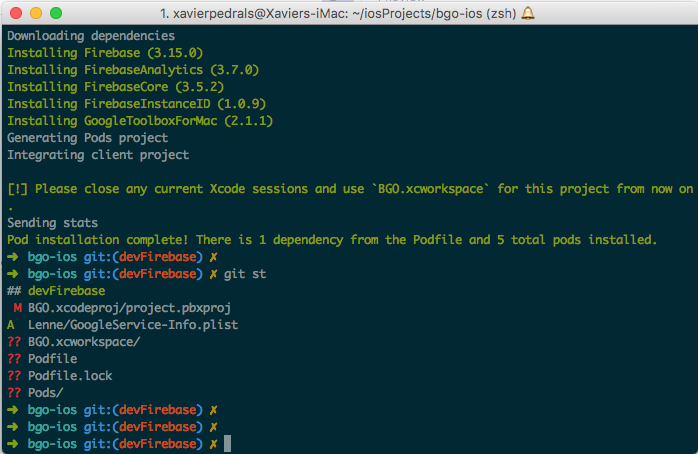 1. xavierpedrals@Xaviers-iMac: ~/iosProjects/bgo-ios (zsh)
Downloading dependencies
Installing Firebase (3.15.0)
Installing FirebaseAnalytics (3.7.0)
Installing FirebaseCore (3.5.2)
Installing FirebaseInstanceID (1.0.9)
Installing GoogleToolboxForMac (2.1.1)
Generating Pods project
Integrating client project
[!] Please close any current Xcode sessions and use `BGO.xcworkspace` for this project from now on
.
Sending stats
Pod installation complete! There is 1 dependency from the Podfile and 5 total pods installed.
➜ bgo-ios git:(devFirebase) ✗
➜ bgo-ios git:(devFirebase) ✗ git st
## devFirebase
 M BGO.xcodeproj/project.pbxproj
A  Lenne/GoogleService-Info.plist
?? BGO.xcworkspace/
?? Podfile
?? Podfile.lock
?? Pods/
➜ bgo-ios git:(devFirebase) ✗
➜ bgo-ios git:(devFirebase) ✗
➜ bgo-ios git:(devFirebase) ✗